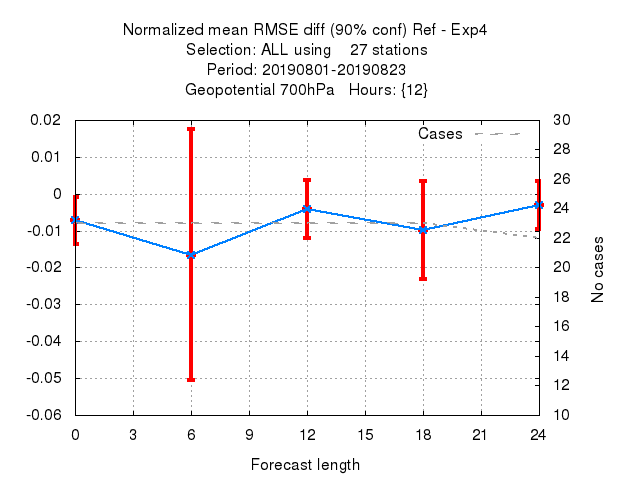 Normalized mean RMSE diff (90% conf) Ref - Exp4
Selection: ALL using    27 stations
Period: 20190801-20190823
Geopotential 700hPa   Hours: {12}
Cases
0.02
0.01
0
-0.01
-0.02
-0.03
-0.04
-0.05
-0.06
30
28
26
24
22
20
18
16
14
12
10
No cases
0 3 6 9 12 15 18 21 24
Forecast length